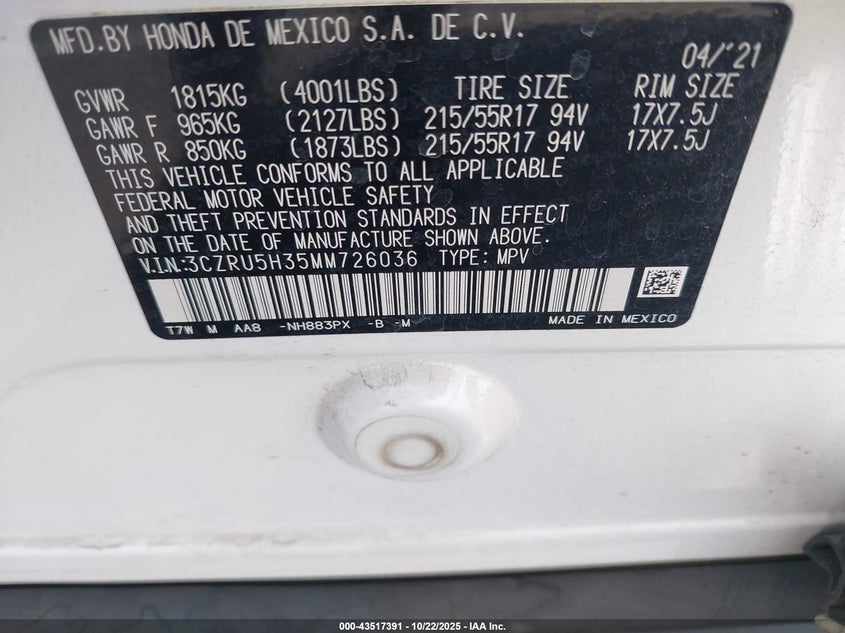 MFD.BY HONDA DE MEXICO S.A. DE C.V.
04/'21
GVWR 1815KG (4001LBS) TIRE SIZE RIM SIZE
GAWR F 965KG (2127LBS) 215/55R17 94V 17X7.5J
GAWR R 850KG (1873LBS) 215/55R17 94V 17X7.5J
THIS VEHICLE CONFORMS TO ALL APPLICABLE
FEDERAL MOTOR VEHICLE SAFETY
AND THEFT PREVENTION STANDARDS IN EFFECT
ON THE DATE OF MANUFACTURE SHOWN ABOVE.
V.I.N:3CZRU5H35MM726036 TYPE: MPV
T7W M AA8 -NH883PX -B -M MADE IN MEXICO
000-43517391 - 10/22/2025 - IAA Inc.